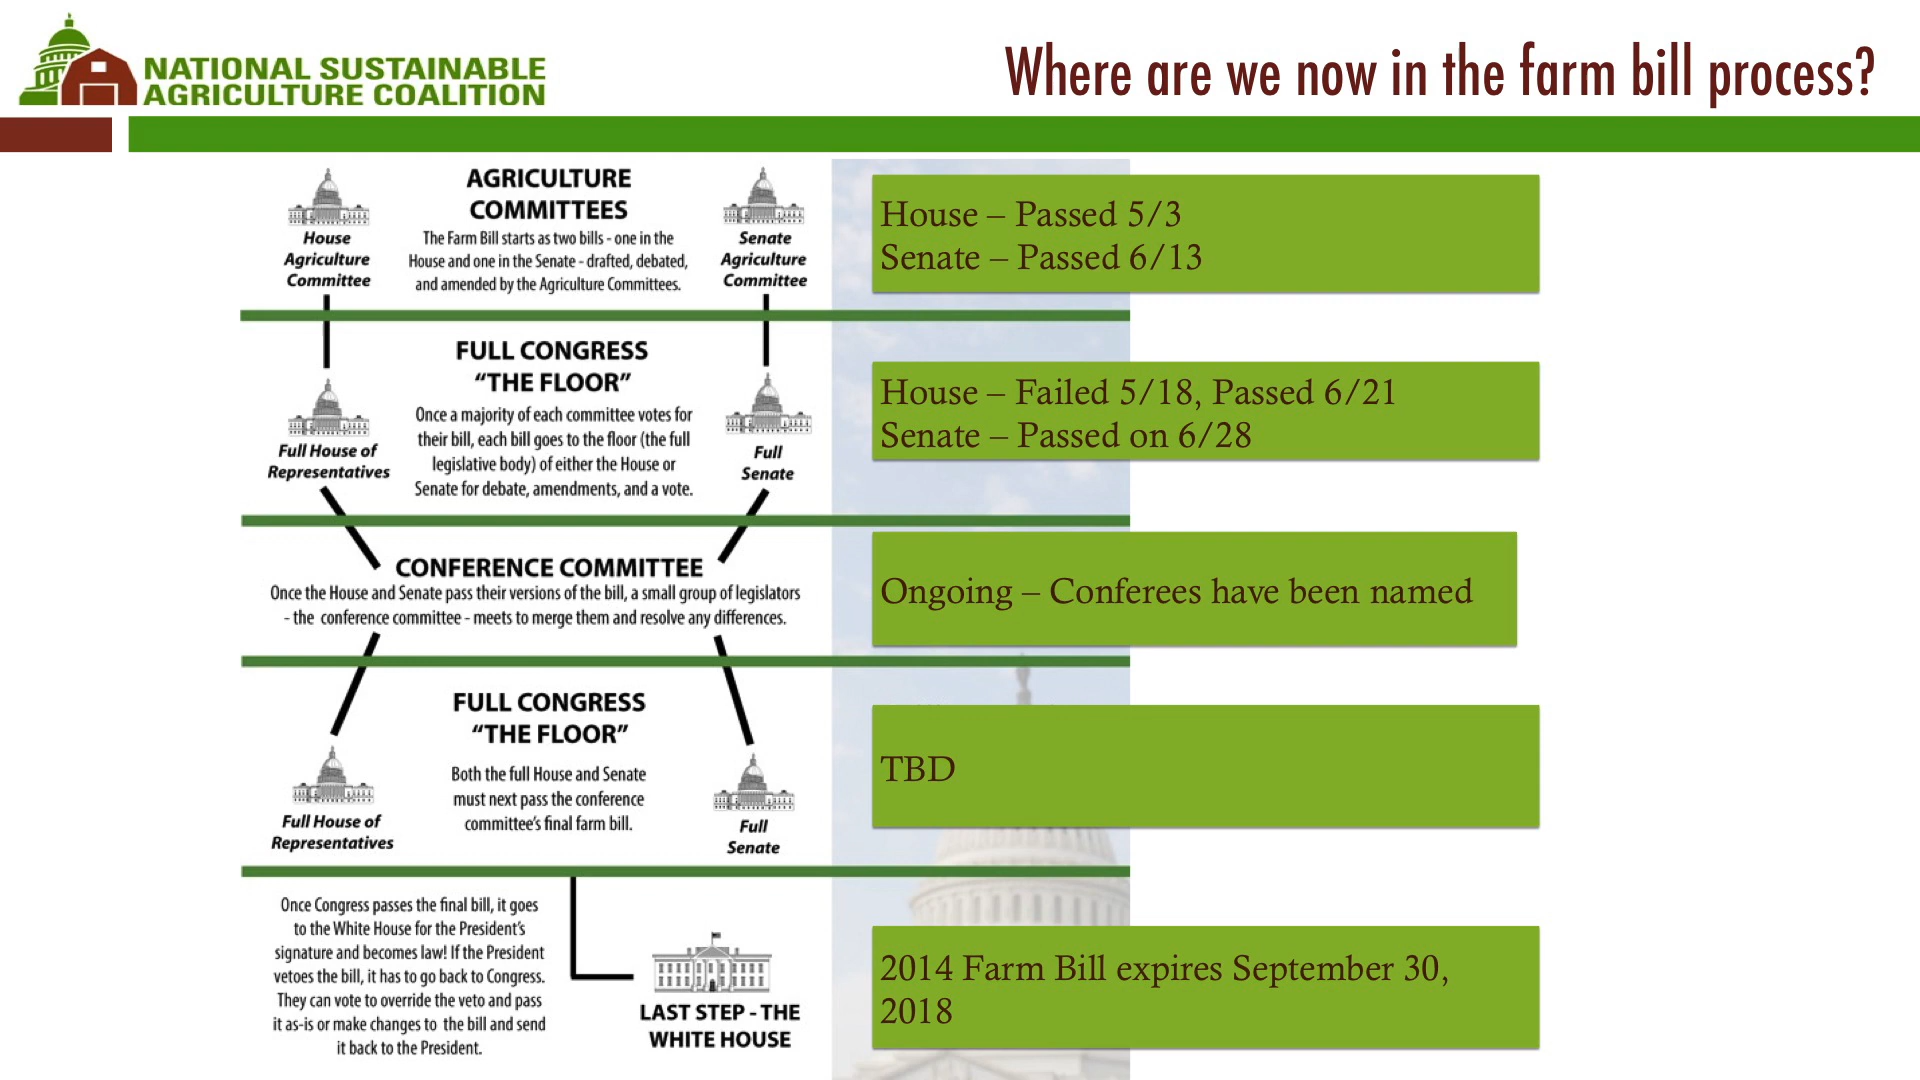 NATIONAL SUSTAINABLE
AGRICULTURE COALITION
Where are we now in the farm bill process?
House
Agriculture
Committee
AGRICULTURE
COMMITTEES
The Farm Bill starts as two bills - one in the
House and one in the Senate - drafted, debated,
and amended by the Agriculture Committees.
Senate
Agriculture
Committee
House – Passed 5/3
Senate – Passed 6/13
Full House of
Representatives
FULL CONGRESS
“THE FLOOR”
Once a majority of each committee votes for
their bill, each bill goes to the floor (the full
legislative body) of either the House or
Senate for debate, amendments, and a vote.
Full
Senate
House – Failed 5/18, Passed 6/21
Senate – Passed on 6/28
CONFERENCE COMMITTEE
Once the House and Senate pass their versions of the bill, a small group of legislators
- the conference committee - meets to merge them and resolve any differences.
Ongoing – Conferees have been named
Full House of
Representatives
FULL CONGRESS
“THE FLOOR”
Both the full House and Senate
must next pass the conference
committee’s final farm bill.
Full
Senate
TBD
Once Congress passes the final bill, it goes
to the White House for the President’s
signature and becomes law! If the President
vetoes the bill, it has to go back to Congress.
They can vote to override the veto and pass
it as-is or make changes to the bill and send
it back to the President.
LAST STEP - THE
WHITE HOUSE
2014 Farm Bill expires September 30,
2018